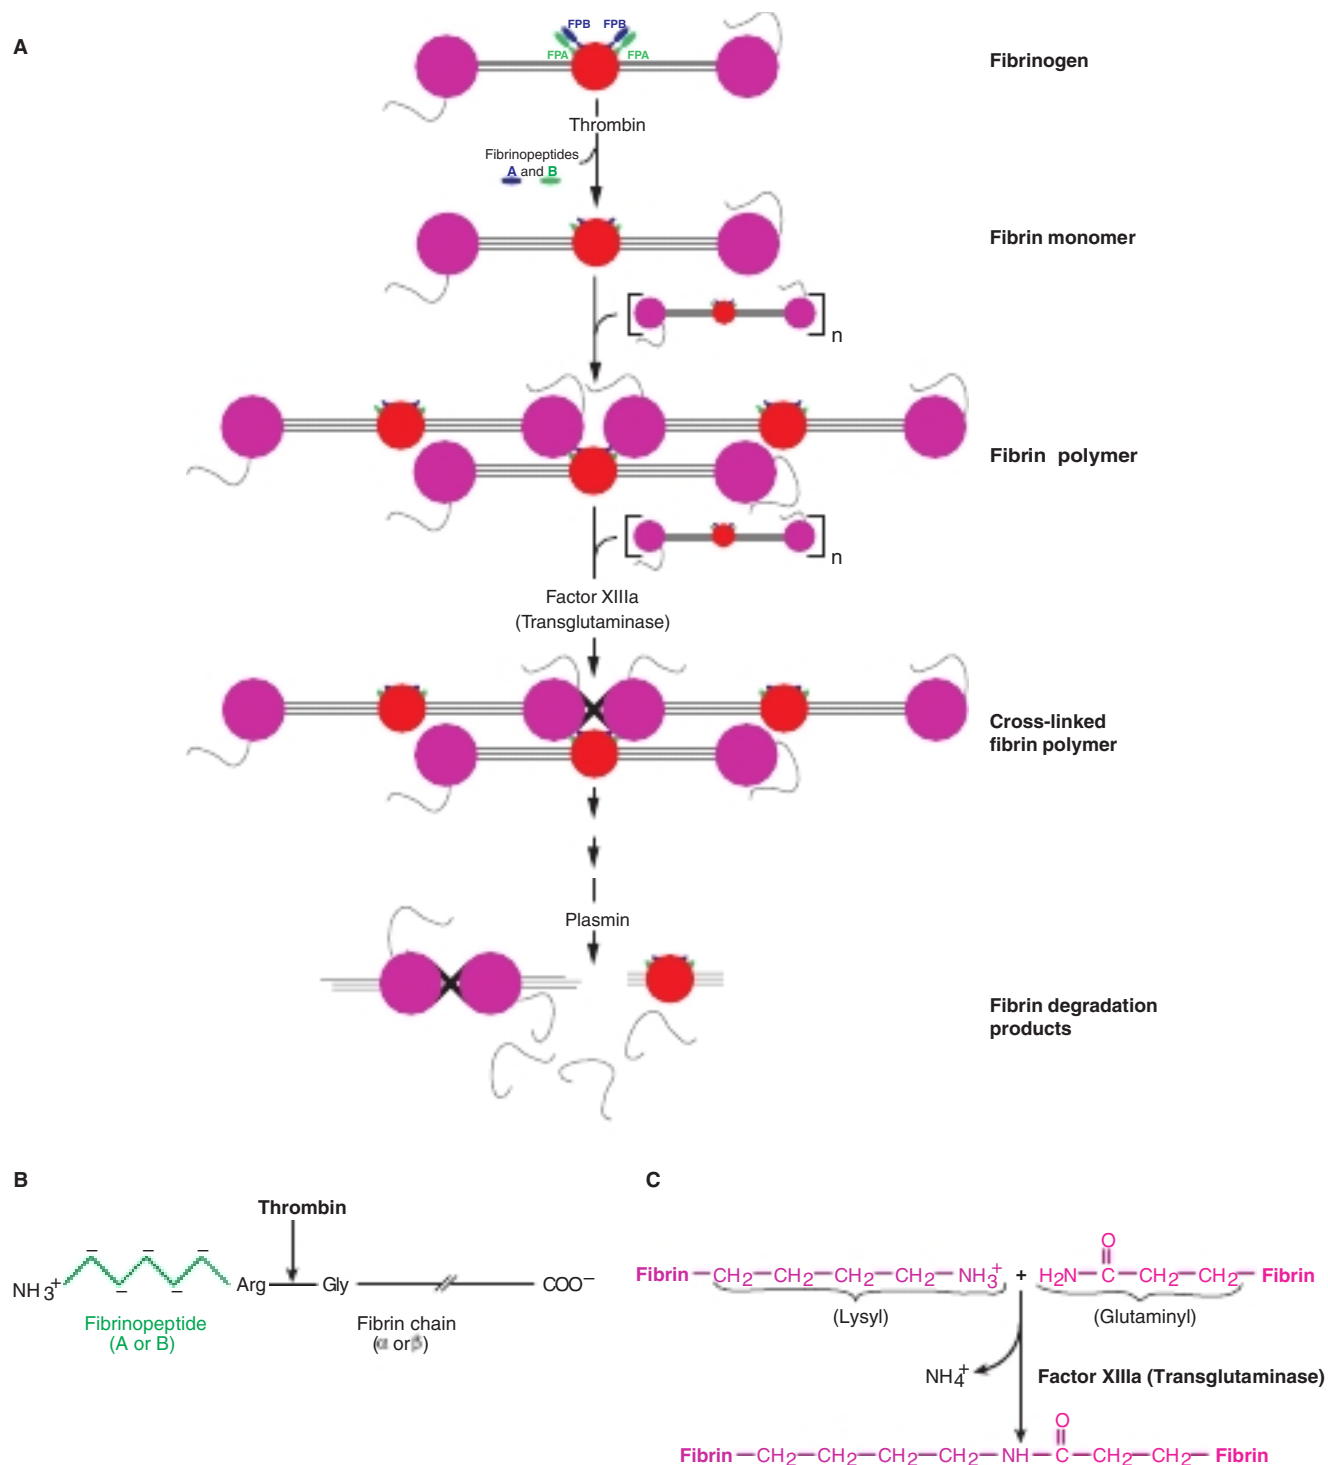 A
FPB FPB
FPA FPA
Fibrinogen
Thrombin
Fibrinopeptides
A and B
Fibrin monomer
n
Fibrin polymer
n
Factor XIIIa
(Transglutaminase)
Cross-linked
fibrin polymer
Plasmin
Fibrin degradation
products
B
Thrombin
NH3+ Arg Gly COO−
− − −
− −
Fibrinopeptide
(A or B)
Fibrin chain
(α or β)
C
O
Fibrin—CH2—CH2—CH2—CH2—NH3+ + H2N—C—CH2—CH2—Fibrin
(Lysyl) (Glutaminyl)
NH4+ Factor XIIIa (Transglutaminase)
O
Fibrin—CH2—CH2—CH2—CH2—NH—C—CH2—CH2—Fibrin